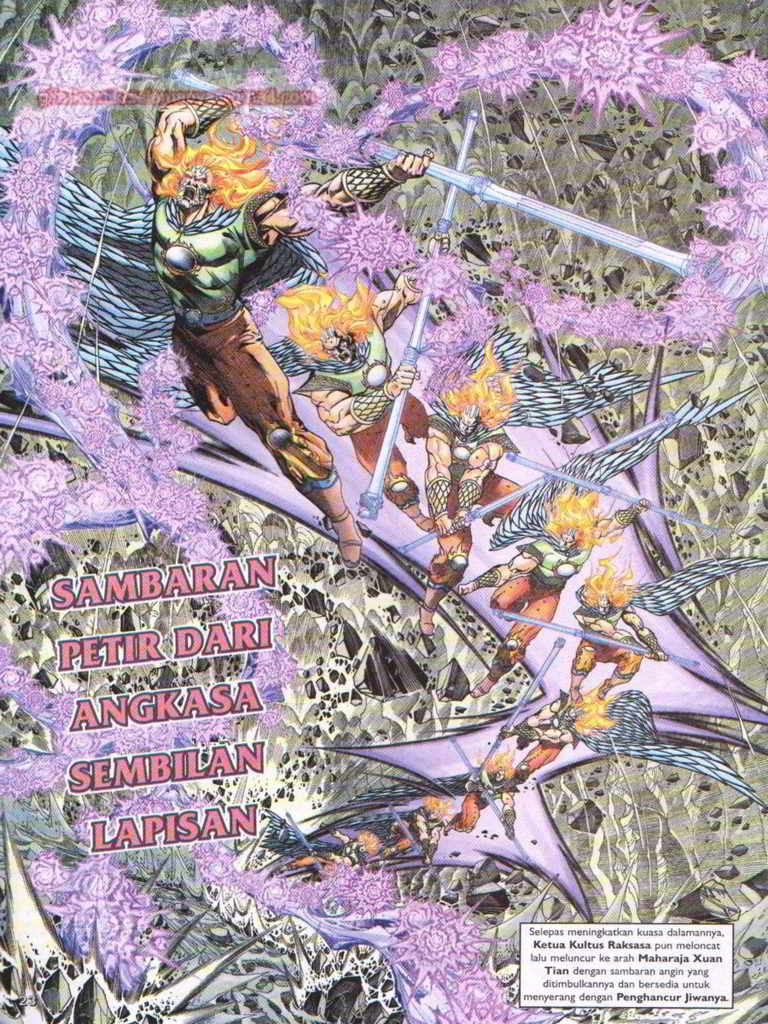 SAMBARAN
PETIR DARI
ANGKASA
SEMBILAN
LAPISAN
Selepas meningkatkan kuasa dalamannya,
Ketua Kultus Raksasa pun meloncat
lalu meluncur ke arah Maharaja Xuan
Tian dengan sambaran angin yang
ditimbulkannya dan bersedia untuk
menyerang dengan Penghancur Jiwanya.